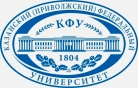 КАЗАНСКИЙ (ПРИВОЛЖСКИЙ) ФЕДЕРАЛЬНЫЙ
КФУ
1804
УНИВЕРСИТЕТ